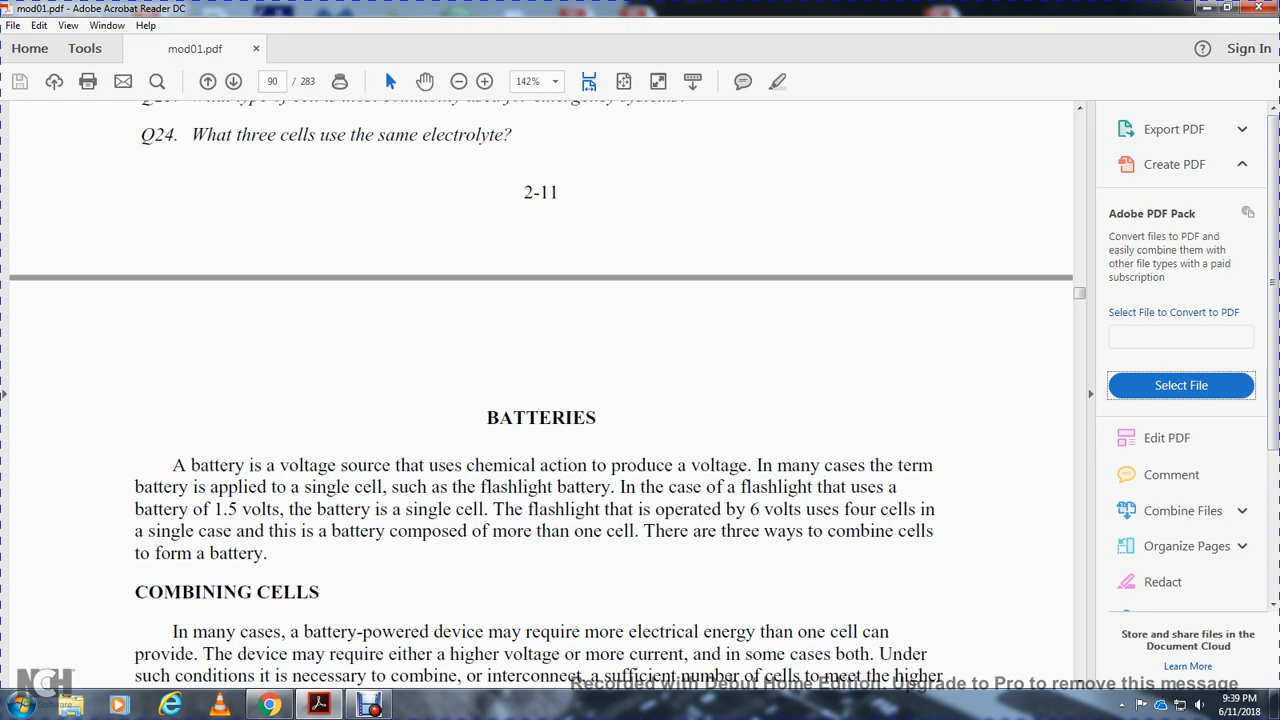 mod01.pdf - Adobe Acrobat Reader DC
File Edit View Window Help
Home Tools mod01.pdf × Sign In
90 / 283 142%
Q24. What three cells use the same electrolyte?
2-11
BATTERIES
A battery is a voltage source that uses chemical action to produce a voltage. In many cases the term
battery is applied to a single cell, such as the flashlight battery. In the case of a flashlight that uses a
battery of 1.5 volts, the battery is a single cell. The flashlight that is operated by 6 volts uses four cells in
a single case and this is a battery composed of more than one cell. There are three ways to combine cells
to form a battery.
COMBINING CELLS
In many cases, a battery-powered device may require more electrical energy than one cell can
provide. The device may require either a higher voltage or more current, and in some cases both. Under
such conditions it is necessary to combine, or interconnect, a sufficient number of cells to meet the higher
Export PDF
Create PDF
Adobe PDF Pack
Convert files to PDF and
easily combine them with
other file types with a paid
subscription
Select File to Convert to PDF
Select File
Edit PDF
Comment
Combine Files
Organize Pages
Redact
Store and share files in the
Document Cloud
Learn More
NCH Software
Recorded with Debut Home Edition. Upgrade to Pro to remove this message
9:39 PM
6/11/2018